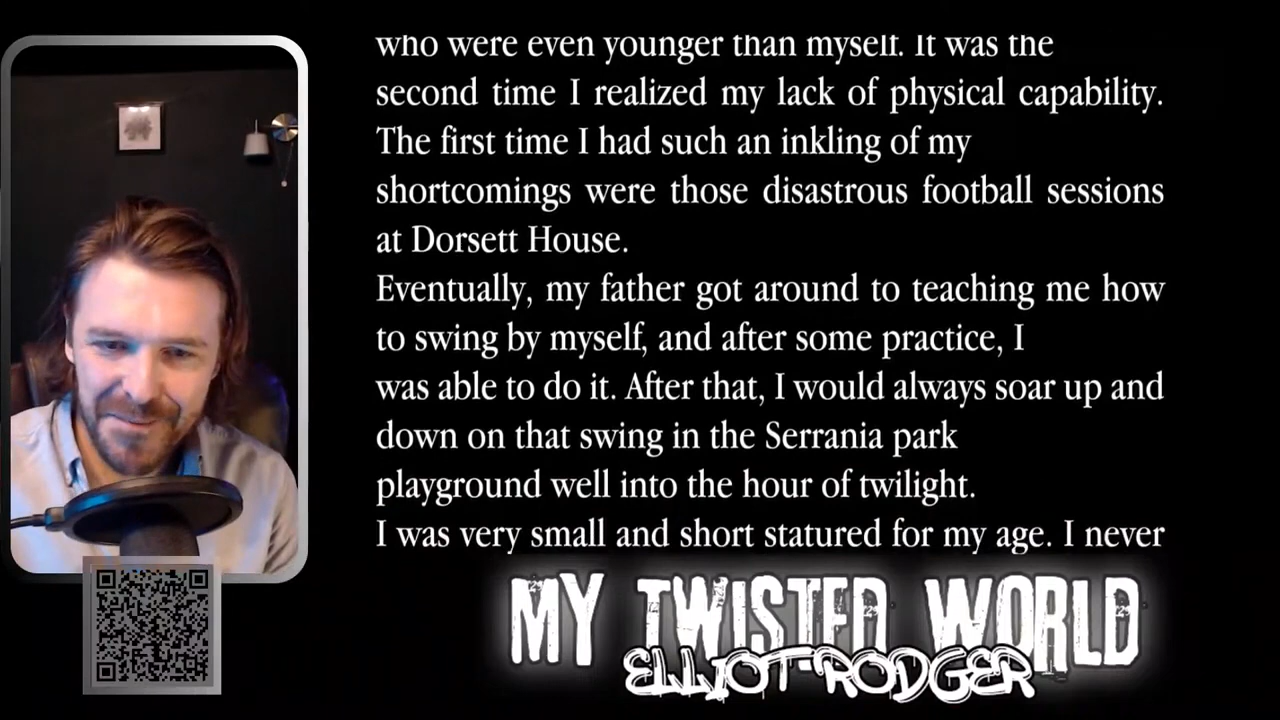 who were even younger than myself. It was the
second time I realized my lack of physical capability.
The first time I had such an inkling of my
shortcomings were those disastrous football sessions
at Dorsett House.
Eventually, my father got around to teaching me how
to swing by myself, and after some practice, I
was able to do it. After that, I would always soar up and
down on that swing in the Serrania park
playground well into the hour of twilight.
I was very small and short statured for my age. I never
MY TWISTED WORLD
ELLIOT RODGER